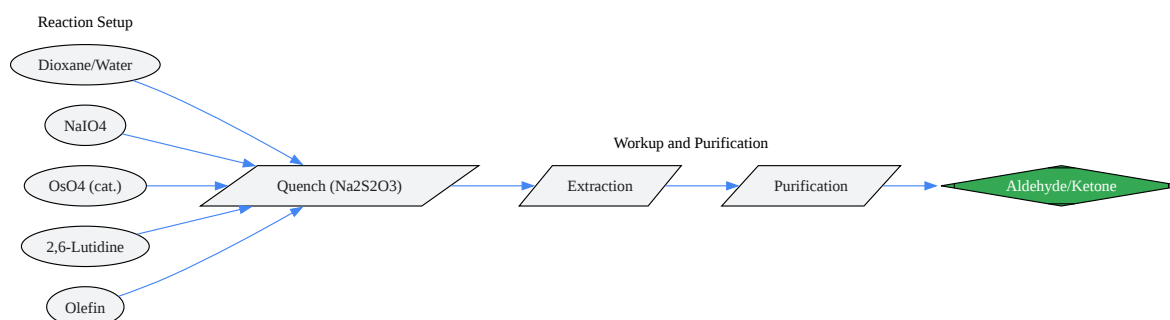 Reaction Setup
Dioxane/Water
NaIO4
OsO4 (cat.)
2,6-Lutidine
Olefin
Quench (Na2S2O3)
Workup and Purification
Extraction
Purification
Aldehyde/Ketone